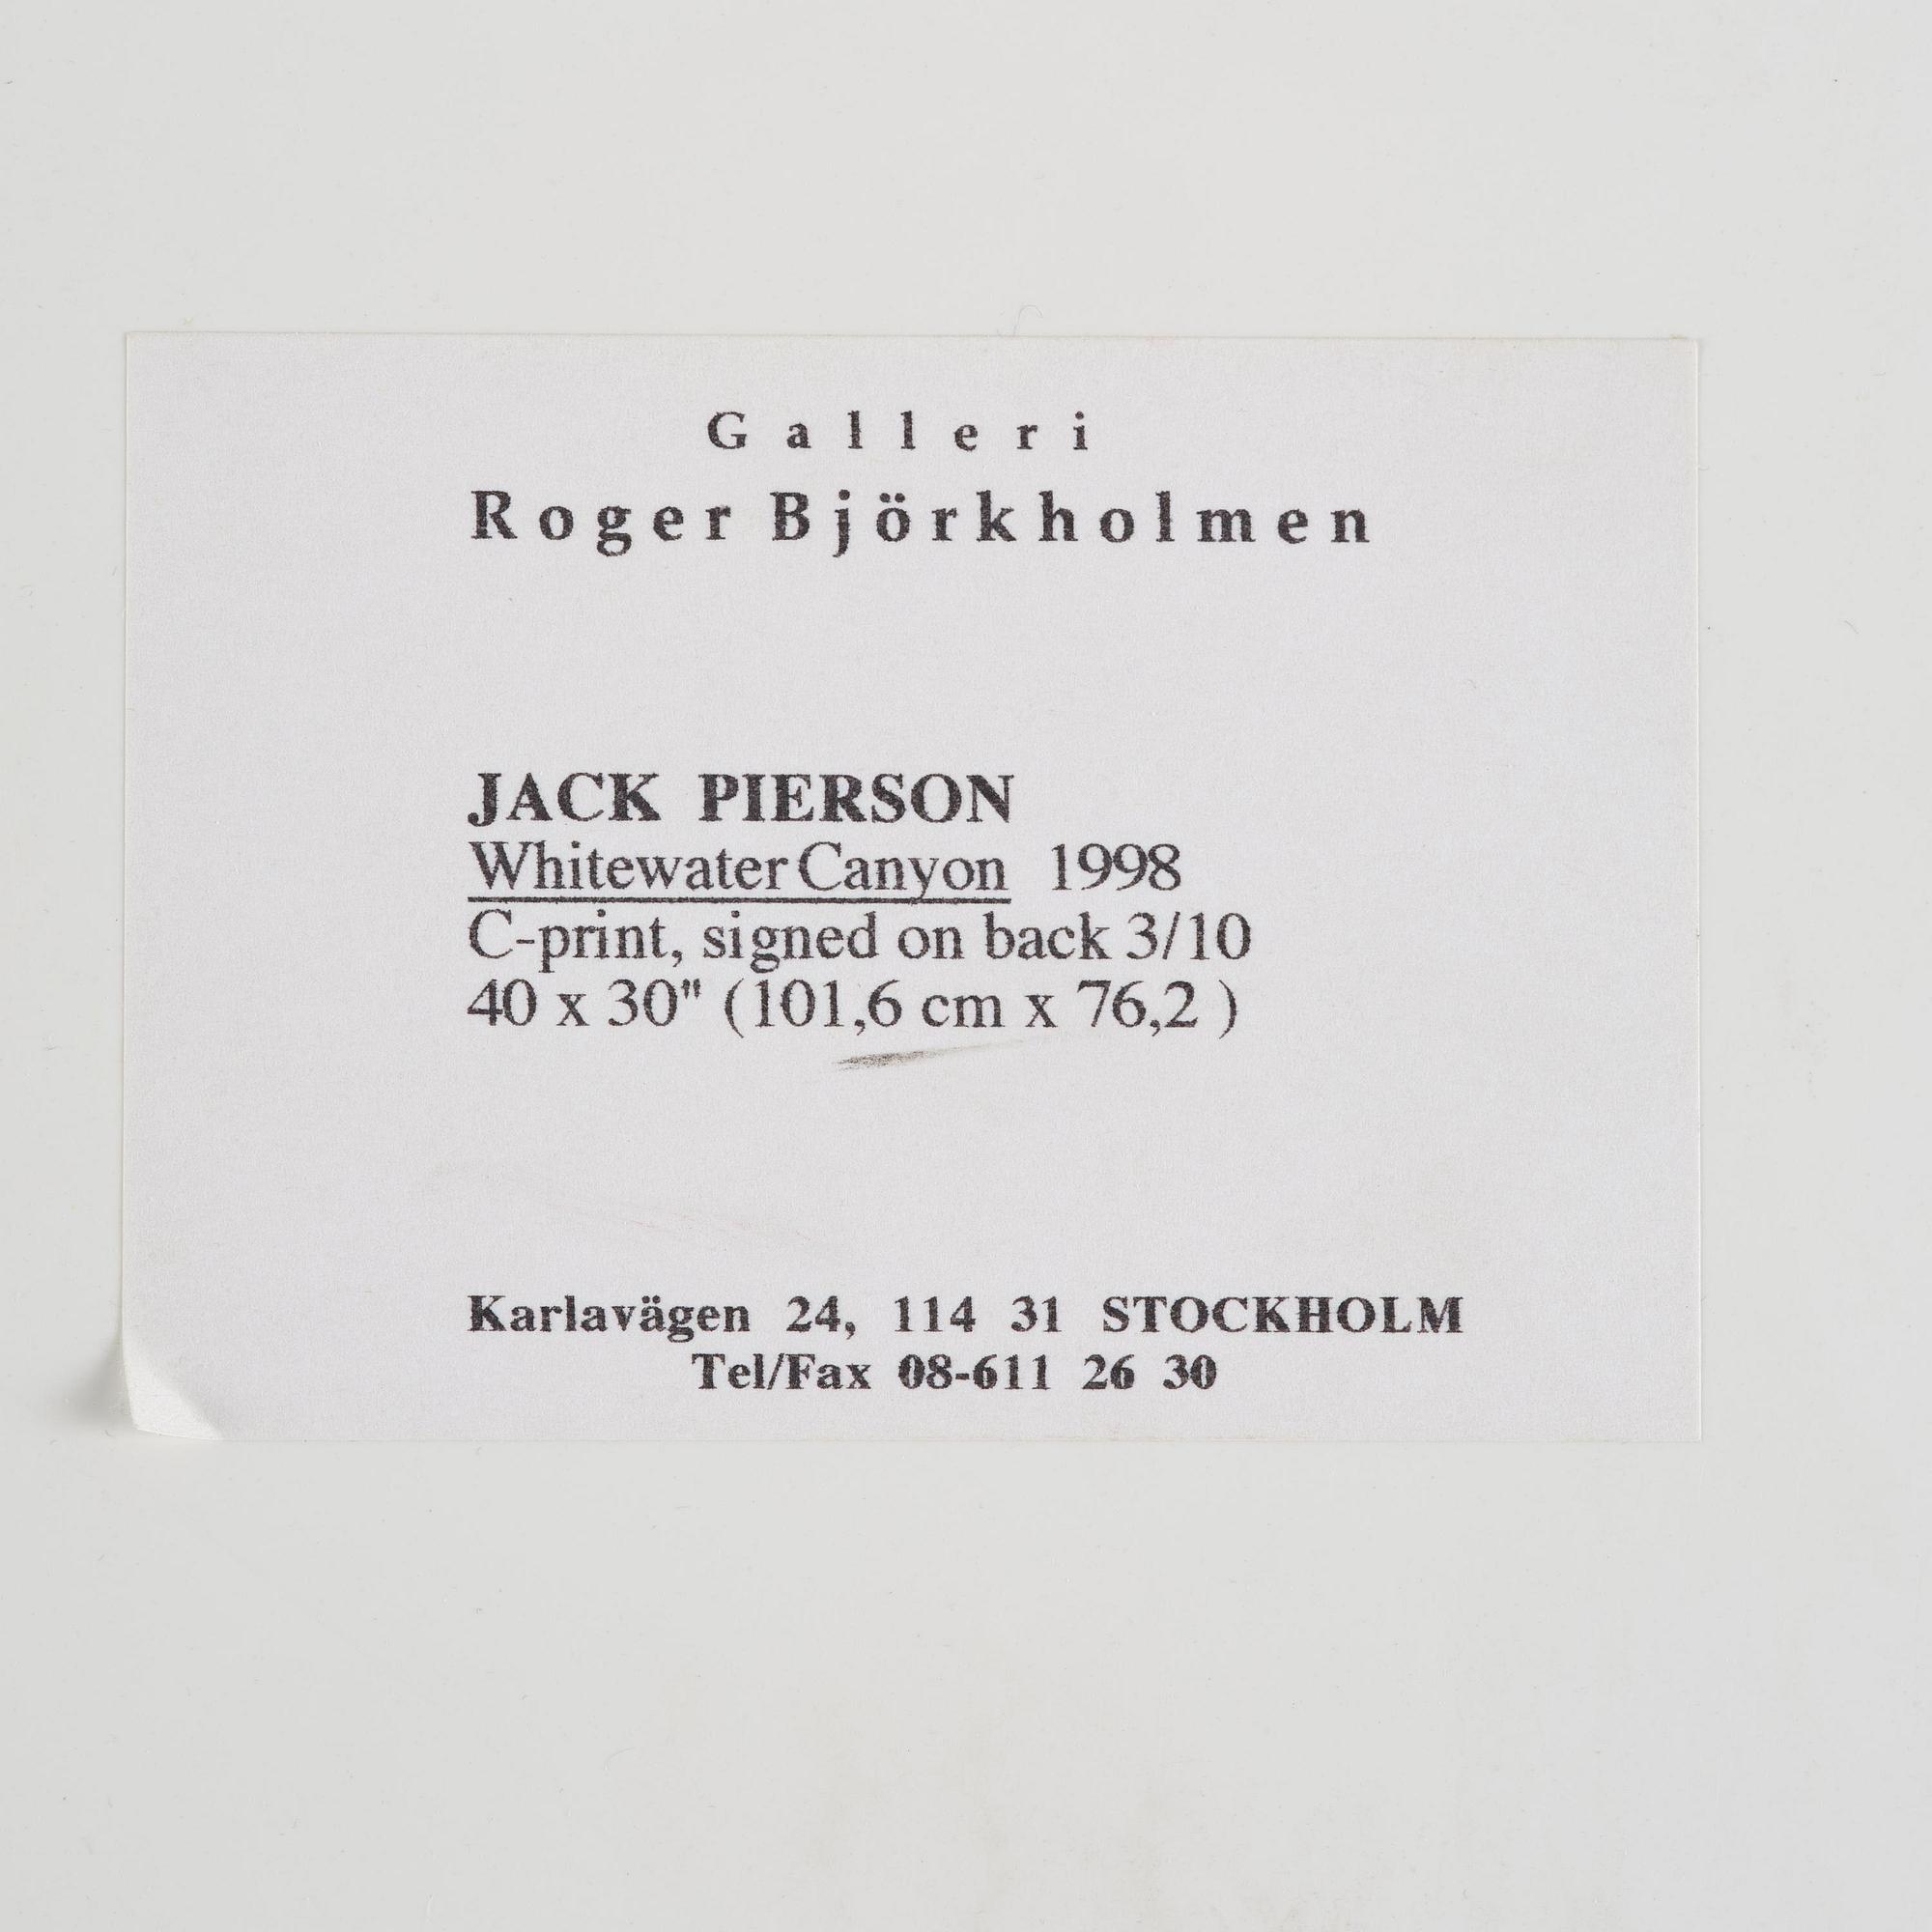 Galleri
Roger Björkholmen
JACK PIERSON
Whitewater Canyon 1998
C-print, signed on back 3/10
40 x 30" (101,6 cm x 76,2 )
Karlavägen 24, 114 31 STOCKHOLM
Tel/Fax 08-611 26 30